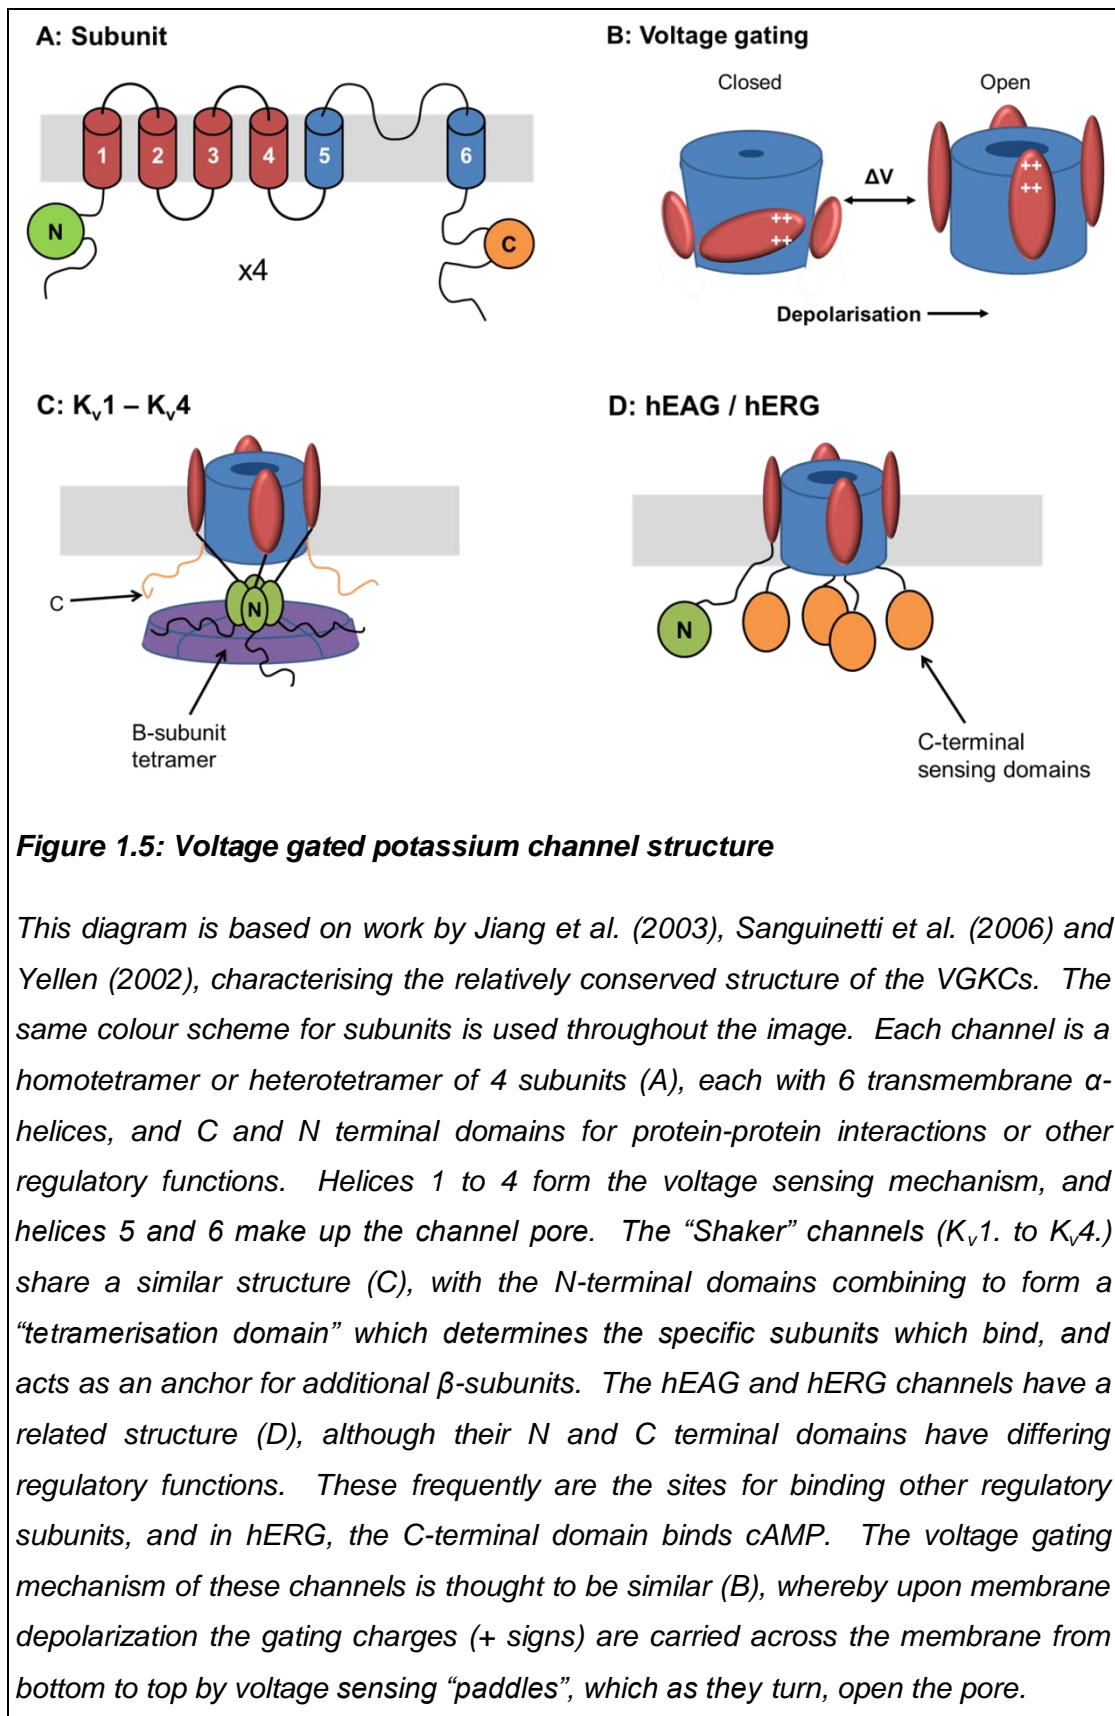 A: Subunit
B: Voltage gating
Closed
Open
1
2
3
4
5
6
N
C
x4
++
++
ΔV
++
++
Depolarisation
C: Kv1 – Kv4
D: hEAG / hERG
C
N
N
B-subunit
tetramer
C-terminal
sensing domains
Figure 1.5: Voltage gated potassium channel structure
This diagram is based on work by Jiang et al. (2003), Sanguinetti et al. (2006) and
Yellen (2002), characterising the relatively conserved structure of the VGKCs. The
same colour scheme for subunits is used throughout the image. Each channel is a
homotetramer or heterotetramer of 4 subunits (A), each with 6 transmembrane α-
helices, and C and N terminal domains for protein-protein interactions or other
regulatory functions. Helices 1 to 4 form the voltage sensing mechanism, and
helices 5 and 6 make up the channel pore. The “Shaker” channels (Kv1. to Kv4.)
share a similar structure (C), with the N-terminal domains combining to form a
“tetramerisation domain” which determines the specific subunits which bind, and
acts as an anchor for additional β-subunits. The hEAG and hERG channels have a
related structure (D), although their N and C terminal domains have differing
regulatory functions. These frequently are the sites for binding other regulatory
subunits, and in hERG, the C-terminal domain binds cAMP. The voltage gating
mechanism of these channels is thought to be similar (B), whereby upon membrane
depolarization the gating charges (+ signs) are carried across the membrane from
bottom to top by voltage sensing “paddles”, which as they turn, open the pore.